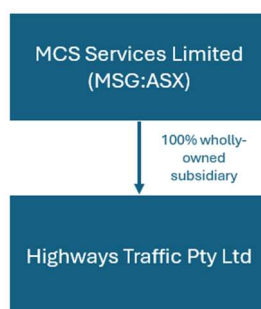 MCS Services Limited
(MSG:ASX)
100% wholly-
owned
subsidiary
Highways Traffic Pty Ltd